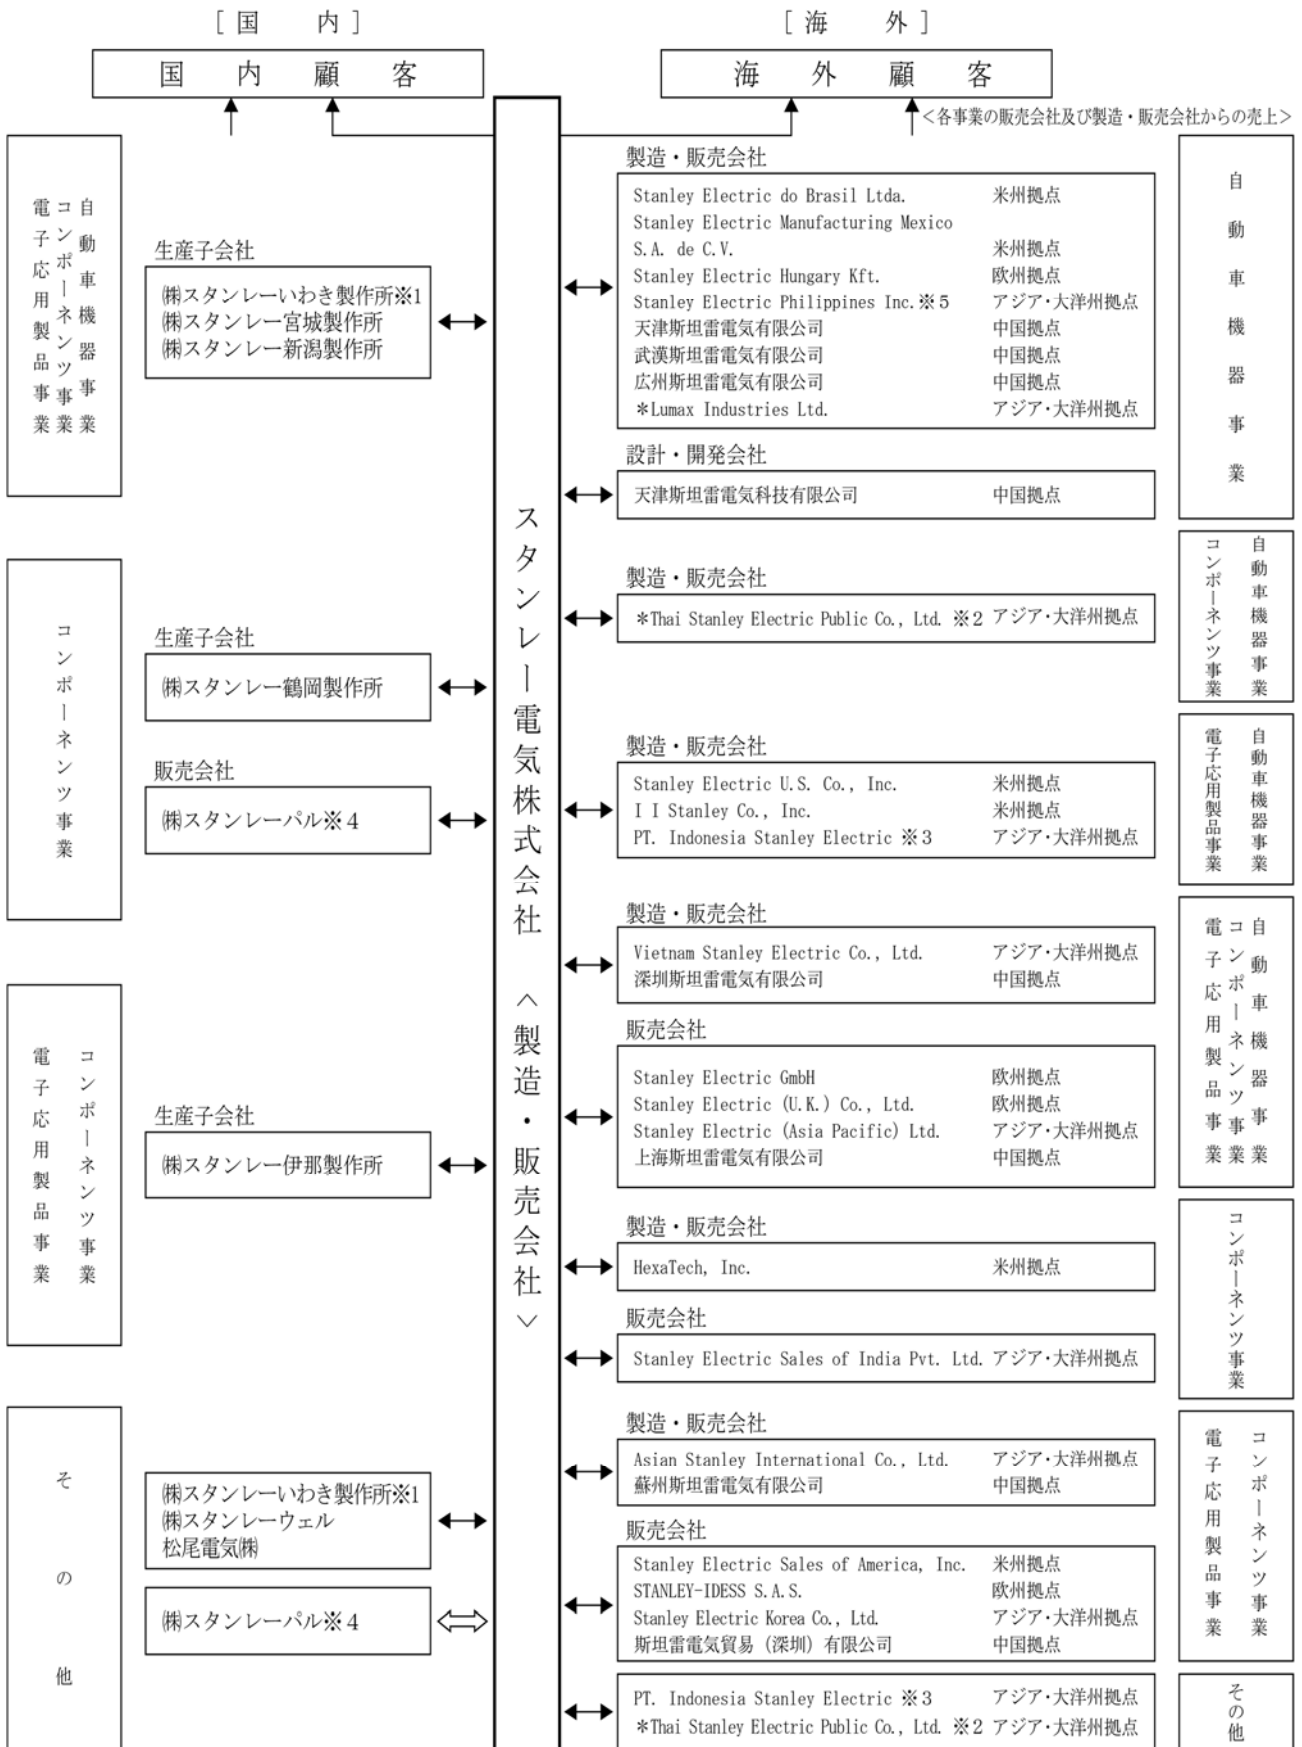 ［国　　内］
国　内　顧　客
自動車機器事業
コンポーネンツ事業
電子応用製品事業
生産子会社
㈱スタンレーいわき製作所※1
㈱スタンレー宮城製作所
㈱スタンレー新潟製作所
コンポーネンツ事業
生産子会社
㈱スタンレー鶴岡製作所
販売会社
㈱スタンレーパル※4
コンポーネンツ事業
電子応用製品事業
生産子会社
㈱スタンレー伊那製作所
その他
㈱スタンレーいわき製作所※1
㈱スタンレーウェル
松尾電気㈱
㈱スタンレーパル※4
スタンレー電気株式会社　＜製造・販売会社＞
［海　　外］
海　外　顧　客
＜各事業の販売会社及び製造・販売会社からの売上＞
自動車機器事業
製造・販売会社
Stanley Electric do Brasil Ltda.　米州拠点
Stanley Electric Manufacturing Mexico
S.A. de C.V.　米州拠点
Stanley Electric Hungary Kft.　欧州拠点
Stanley Electric Philippines Inc.※5　アジア・大洋州拠点
天津斯坦雷電気有限公司　中国拠点
武漢斯坦雷電気有限公司　中国拠点
広州斯坦雷電気有限公司　中国拠点
＊Lumax Industries Ltd.　アジア・大洋州拠点
設計・開発会社
天津斯坦雷電気科技有限公司　中国拠点
自動車機器事業
コンポーネンツ事業
製造・販売会社
＊Thai Stanley Electric Public Co., Ltd. ※2　アジア・大洋州拠点
自動車機器事業
電子応用製品事業
製造・販売会社
Stanley Electric U.S. Co., Inc.　米州拠点
I I Stanley Co., Inc.　米州拠点
PT. Indonesia Stanley Electric ※3　アジア・大洋州拠点
自動車機器事業
コンポーネンツ事業
電子応用製品事業
製造・販売会社
Vietnam Stanley Electric Co., Ltd.　アジア・大洋州拠点
深圳斯坦雷電気有限公司　中国拠点
販売会社
Stanley Electric GmbH　欧州拠点
Stanley Electric (U.K.) Co., Ltd.　欧州拠点
Stanley Electric (Asia Pacific) Ltd.　アジア・大洋州拠点
上海斯坦雷電気有限公司　中国拠点
コンポーネンツ事業
製造・販売会社
HexaTech, Inc.　米州拠点
販売会社
Stanley Electric Sales of India Pvt. Ltd.　アジア・大洋州拠点
コンポーネンツ事業
電子応用製品事業
製造・販売会社
Asian Stanley International Co., Ltd.　アジア・大洋州拠点
蘇州斯坦雷電気有限公司　中国拠点
販売会社
Stanley Electric Sales of America, Inc.　米州拠点
STANLEY-IDESS S.A.S.　欧州拠点
Stanley Electric Korea Co., Ltd.　アジア・大洋州拠点
斯坦雷電気貿易（深圳）有限公司　中国拠点
その他
PT. Indonesia Stanley Electric ※3　アジア・大洋州拠点
＊Thai Stanley Electric Public Co., Ltd. ※2　アジア・大洋州拠点